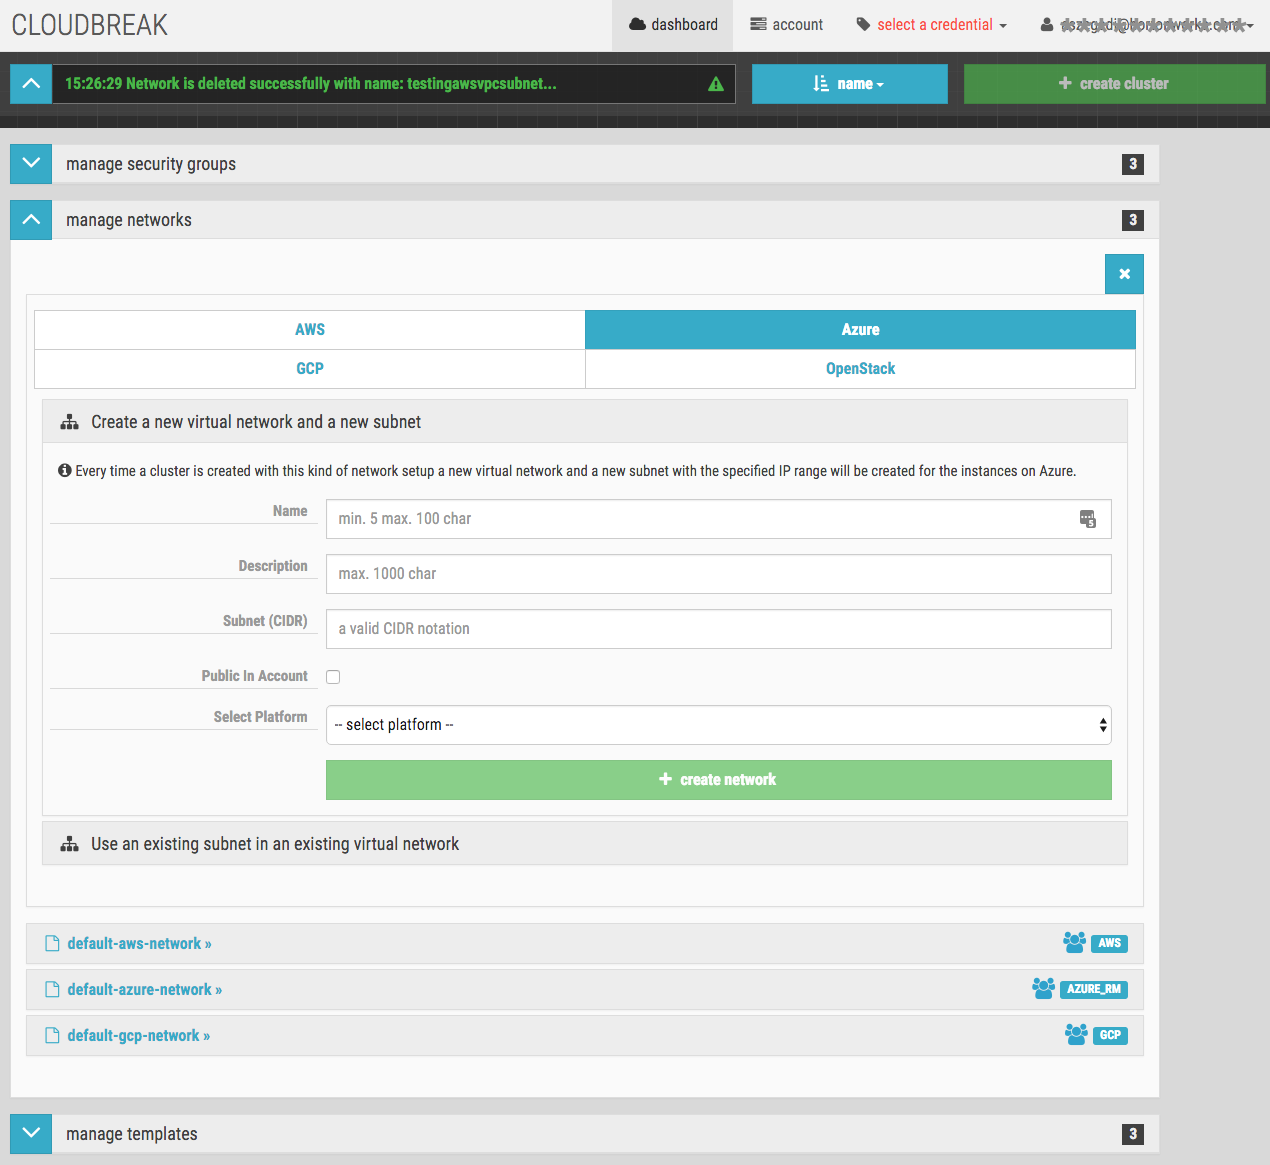 CLOUDBREAK
dashboard
account
select a credential
15:26:29 Network is deleted successfully with name: testingawsvpcsubnet...
name
create cluster
manage security groups
3
manage networks
3
AWS
Azure
GCP
OpenStack
Create a new virtual network and a new subnet
Every time a cluster is created with this kind of network setup a new virtual network and a new subnet with the specified IP range will be created for the instances on Azure.
Name
min. 5 max. 100 char
Description
max. 1000 char
Subnet (CIDR)
a valid CIDR notation
Public In Account
Select Platform
-- select platform --
create network
Use an existing subnet in an existing virtual network
default-aws-network »
AWS
default-azure-network »
AZURE_RM
default-gcp-network »
GCP
manage templates
3